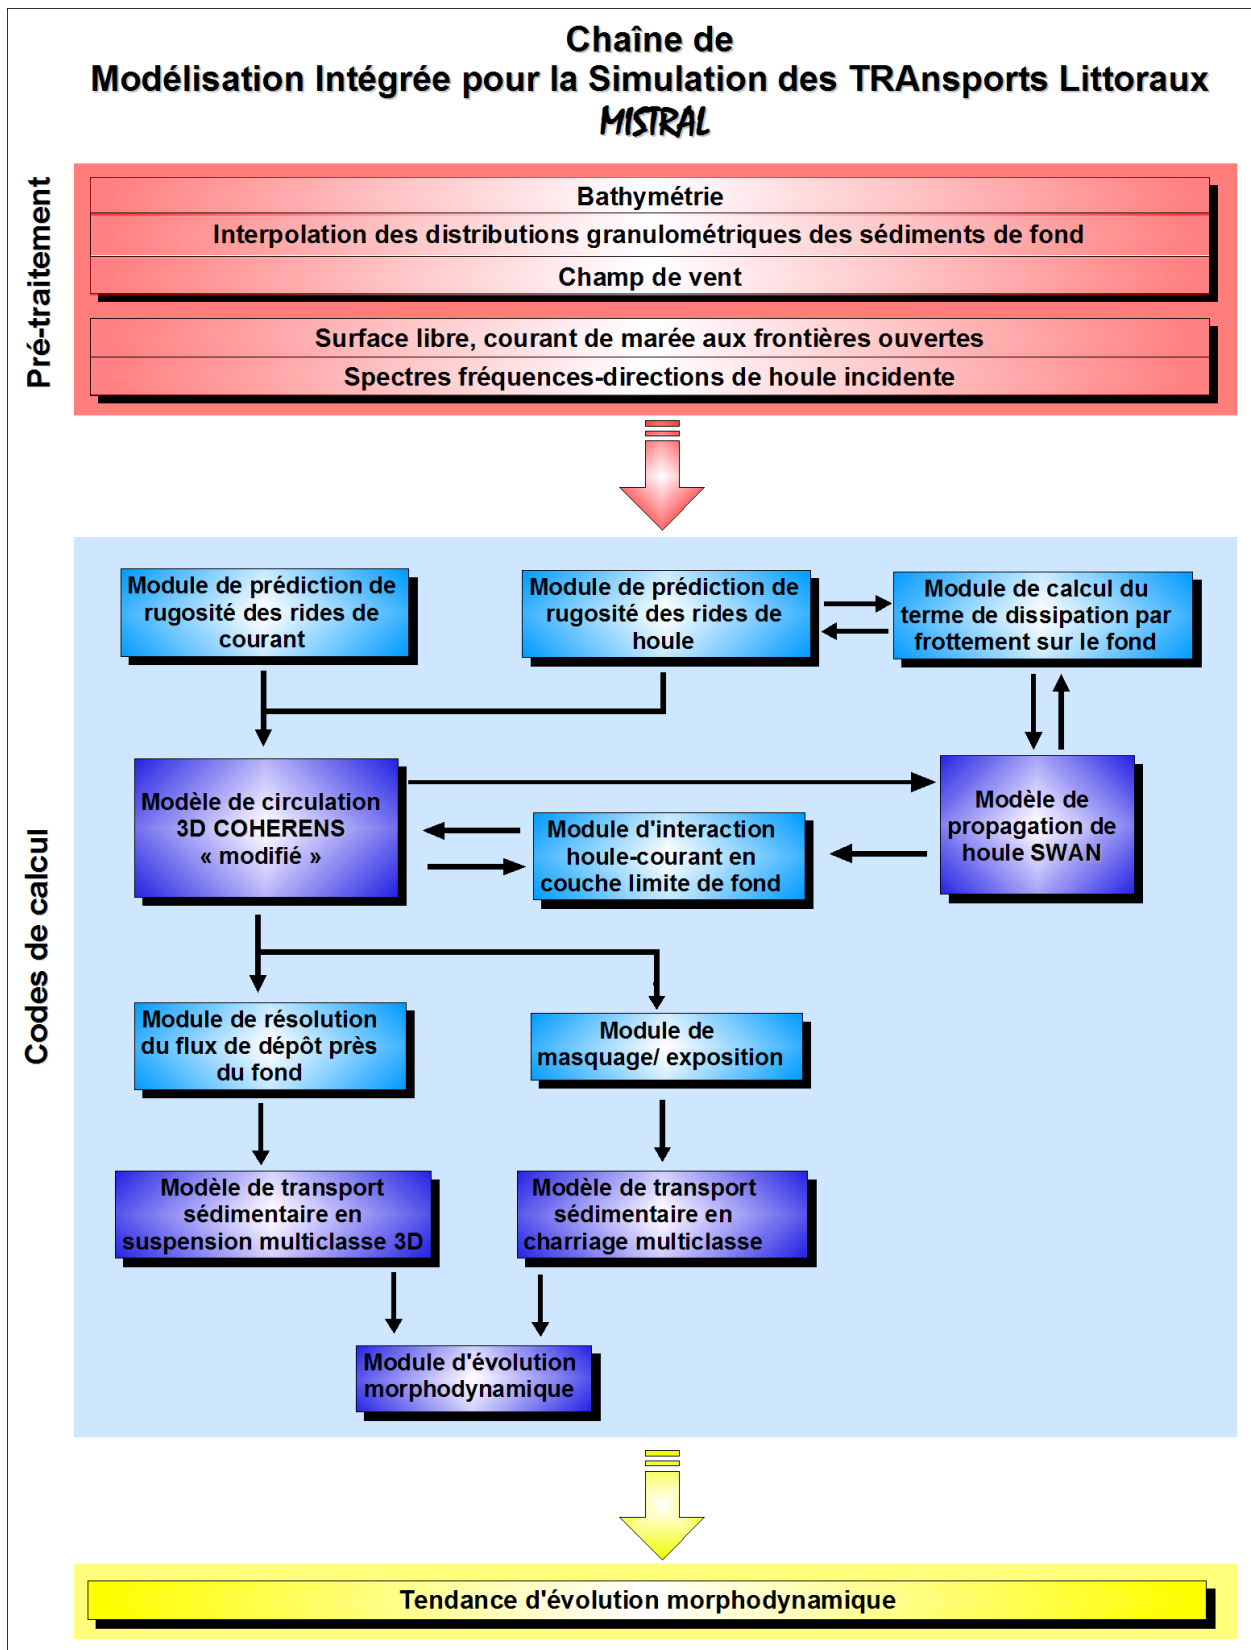 Chaîne de
Modélisation Intégrée pour la Simulation des TRAnsports Littoraux
MISTRAL
Pré-traitement
Bathymétrie
Interpolation des distributions granulométriques des sédiments de fond
Champ de vent
Surface libre, courant de marée aux frontières ouvertes
Spectres fréquences-directions de houle incidente
Codes de calcul
Module de prédiction de
rugosité des rides de
courant
Module de prédiction de
rugosité des rides de
houle
Module de calcul du
terme de dissipation par
frottement sur le fond
Modèle de circulation
3D COHERENS
« modifié »
Module d'interaction
houle-courant en
couche limite de fond
Modèle de
propagation de
houle SWAN
Module de résolution
du flux de dépôt près
du fond
Module de
masquage/ exposition
Modèle de transport
sédimentaire en
suspension multiclasse 3D
Modèle de transport
sédimentaire en
charriage multiclasse
Module d'évolution
morphodynamique
Tendance d'évolution morphodynamique